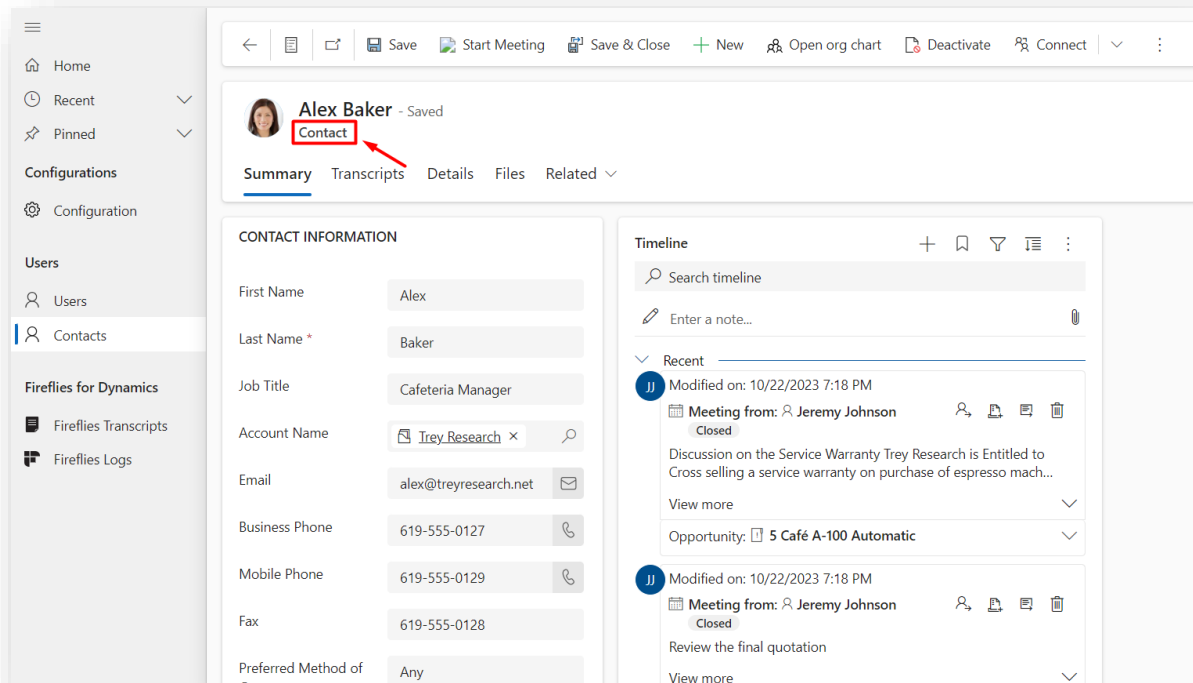 Save
Start Meeting
Save & Close
New
Open org chart
Deactivate
Connect
Home
Recent
Pinned
Configurations
Configuration
Users
Users
Contacts
Fireflies for Dynamics
Fireflies Transcripts
Fireflies Logs
Alex Baker - Saved
Contact
Summary Transcripts Details Files Related
CONTACT INFORMATION
First Name Alex
Last Name * Baker
Job Title Cafeteria Manager
Account Name Trey Research
Email alex@treyresearch.net
Business Phone 619-555-0127
Mobile Phone 619-555-0129
Fax 619-555-0128
Preferred Method of Any
Timeline
Search timeline
Enter a note...
Recent
JJ Modified on: 10/22/2023 7:18 PM
Meeting from: Jeremy Johnson
Closed
Discussion on the Service Warranty Trey Research is Entitled to
Cross selling a service warranty on purchase of espresso mach...
View more
Opportunity: 5 Café A-100 Automatic
JJ Modified on: 10/22/2023 7:18 PM
Meeting from: Jeremy Johnson
Closed
Review the final quotation
View more